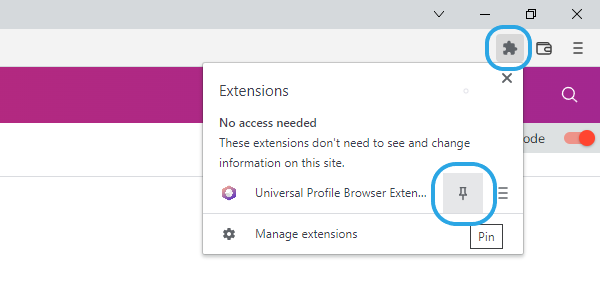 Extensions
ode
No access needed
These extensions don't need to see and change
information on this site.
Universal Profile Browser Exten...
Manage extensions
Pin